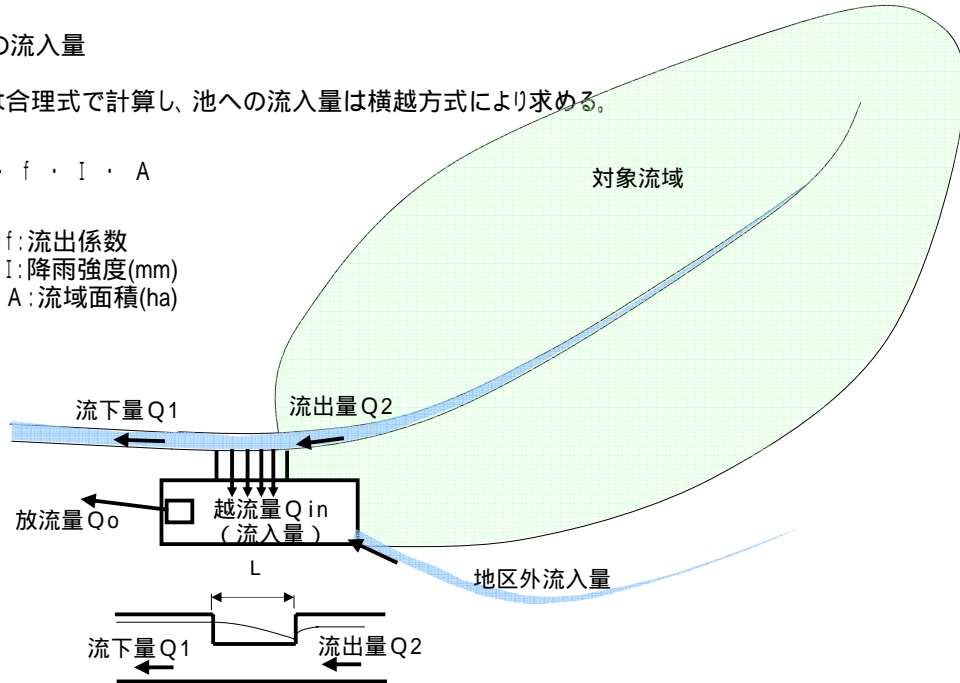 の流入量
は合理式で計算し、池への流入量は横越方式により求める。
・ f ・ I ・ A
f:流出係数
I:降雨強度(mm)
A:流域面積(ha)
対象流域
流下量Q1
流出量Q2
放流量Qo
越流量Qin
(流入量)
地区外流入量
L
流下量Q1
流出量Q2